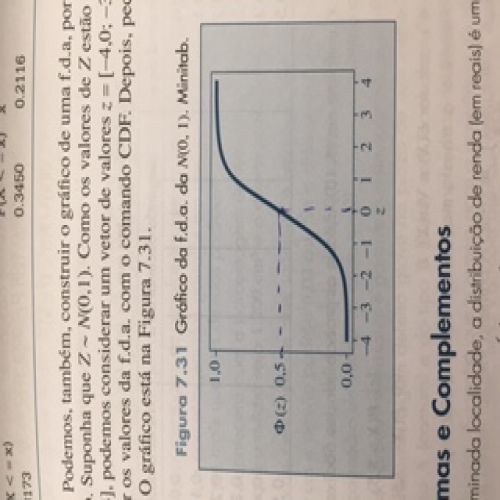 x < – x)
0.3450 0.2116
Podemos, também, construir o gráfico de uma f.d.a, por
Suponha que Z ~ N(0,1). Como os valores de Z estão
podemos considerar um vetor de valores z = [–4,0; –3
r os valores da f.d.a. com o comando CDF. Depois, pe
O gráfico está na Figura 7.31.
Figura 7.31 Gráfico da f.d.a. da N(0, 1). Minitab.
1,0
Φ(z) 0,5
0,0
–4 –3 –2 –1 0 1 2 3 4
z
mas e Complementos
minada localidade, a distribuição de renda (em reais) é um